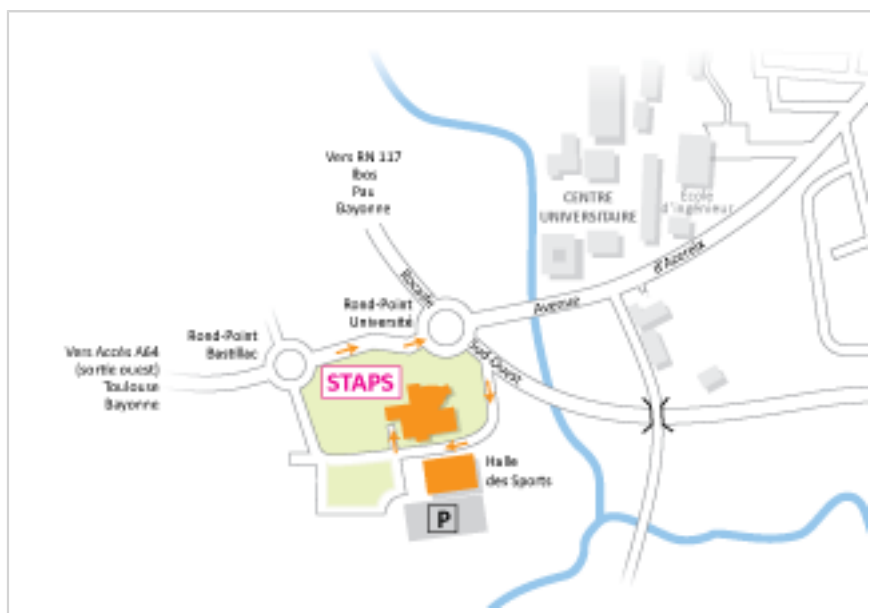 Vers RN 117
Ibos
Pau
Bayonne
CENTRE
UNIVERSITAIRE
École
d'ingénieur
Rocade
Avenue
d'Azereix
Rond-Point
Université
Rond-Point
Bastillac
Sud Ouest
Vers Accès A64
(sortie ouest)
Toulouse
Bayonne
STAPS
Halle
des Sports
P